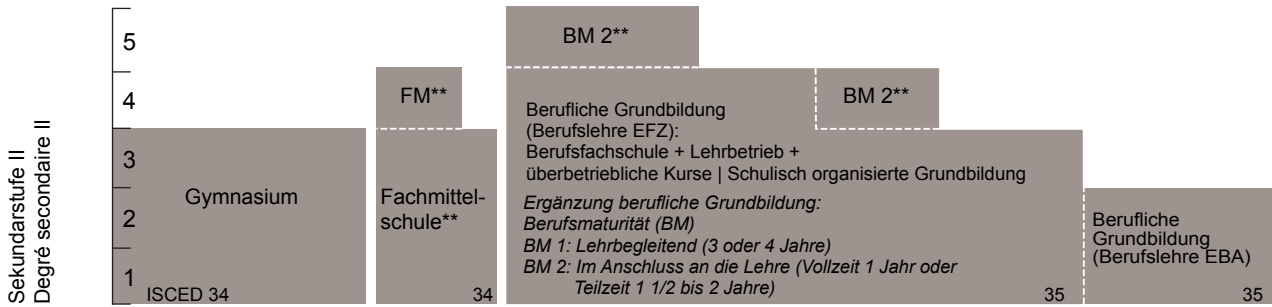 Sekundarstufe II
Degré secondaire II
5
4
3
2
1
Gymnasium
ISCED 34
FM**
Fachmittel-
schule**
34
BM 2**
BM 2**
Berufliche Grundbildung
(Berufslehre EFZ):
Berufsfachschule + Lehrbetrieb +
überbetriebliche Kurse | Schulisch organisierte Grundbildung
Ergänzung berufliche Grundbildung:
Berufsmaturität (BM)
BM 1: Lehrbegleitend (3 oder 4 Jahre)
BM 2: Im Anschluss an die Lehre (Vollzeit 1 Jahr oder
Teilzeit 1 1/2 bis 2 Jahre)
35
Berufliche
Grundbildung
(Berufslehre EBA)
35